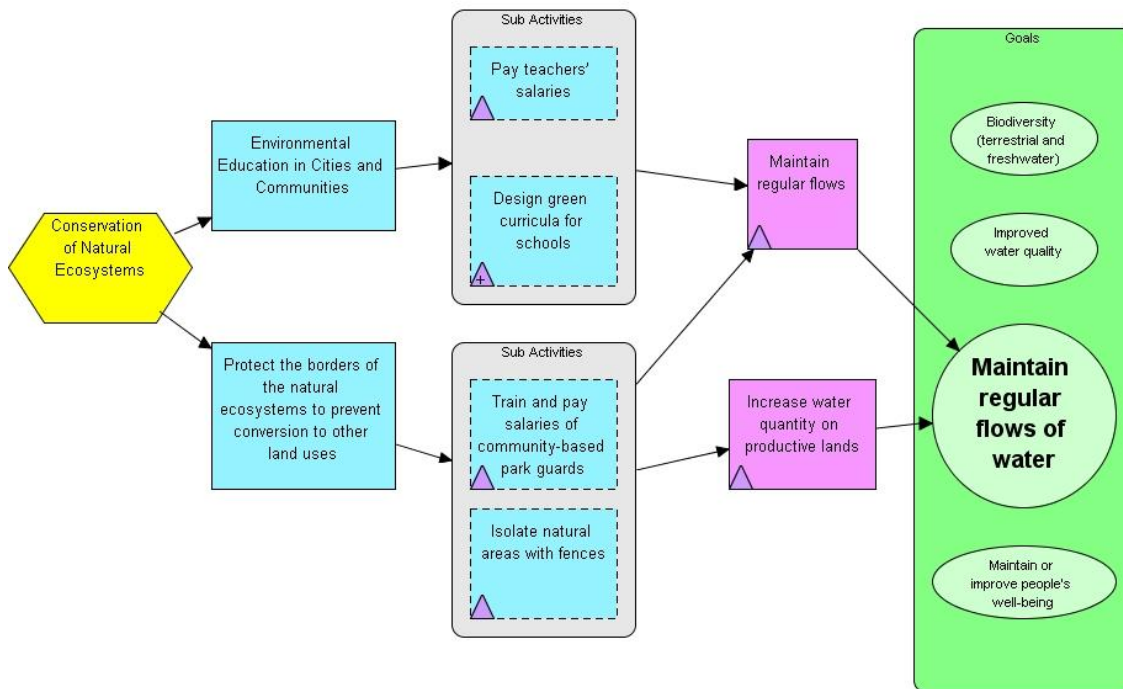 Conservation
of Natural
Ecosystems
Environmental
Education in Cities and
Communities
Protect the borders of
the natural
ecosystems to prevent
conversion to other
land uses
Sub Activities
Pay teachers'
salaries
Design green
curricula for
schools
+
Sub Activities
Train and pay
salaries of
community-based
park guards
Isolate natural
areas with fences
Maintain
regular flows
Increase water
quantity on
productive lands
Goals
Biodiversity
(terrestrial and
freshwater)
Improved
water quality
Maintain
regular
flows of
water
Maintain or
improve people's
well-being